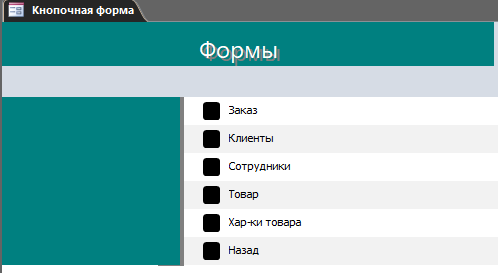 Кнопочная форма
Формы
Заказ
Клиенты
Сотрудники
Товар
Хар-ки товара
Назад